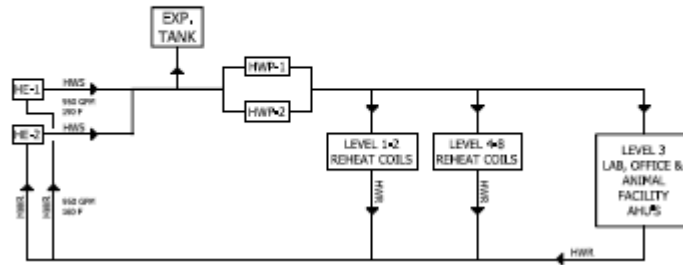 EXP.
TANK
HE-1
HWS
950 GPM
200 F
HWP-1
HWP-2
HE-2
HWS
LEVEL 1-2
REHEAT COILS
LEVEL 4-8
REHEAT COILS
LEVEL 3
LAB, OFFICE &
ANIMAL
FACILITY
AHU'S
HWR
HWR
950 GPM
160 F
HWR
HWR
HWR